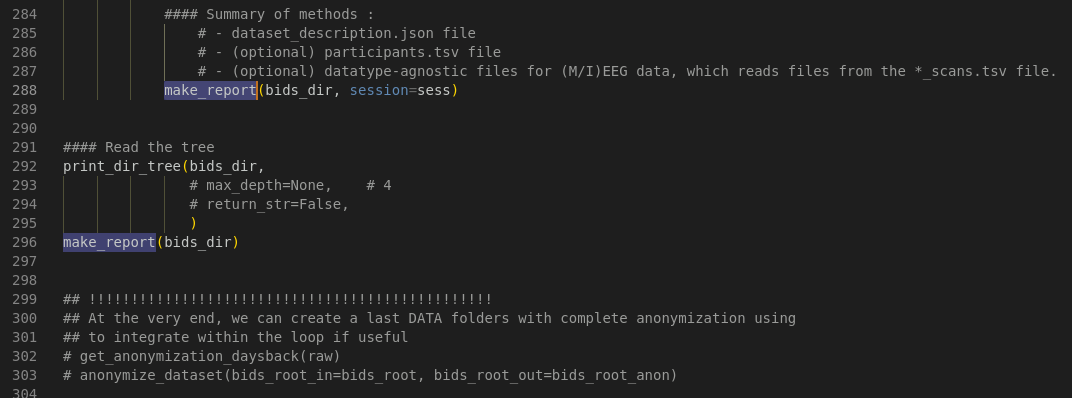 284 #### Summary of methods :
285 # - dataset_description.json file
286 # - (optional) participants.tsv file
287 # - (optional) datatype-agnostic files for (M/I)EEG data, which reads files from the *_scans.tsv file.
288 make_report(bids_dir, session=sess)
289
290
291 #### Read the tree
292 print_dir_tree(bids_dir,
293 # max_depth=None,    # 4
294 # return_str=False,
295 )
296 make_report(bids_dir)
297
298
299 ## !!!!!!!!!!!!!!!!!!!!!!!!!!!!!!!!!!!!!!!!!!!!!!!!
300 ## At the very end, we can create a last DATA folders with complete anonymization using
301 ## to integrate within the loop if useful
302 # get_anonymization_daysback(raw)
303 # anonymize_dataset(bids_root_in=bids_root, bids_root_out=bids_root_anon)
304